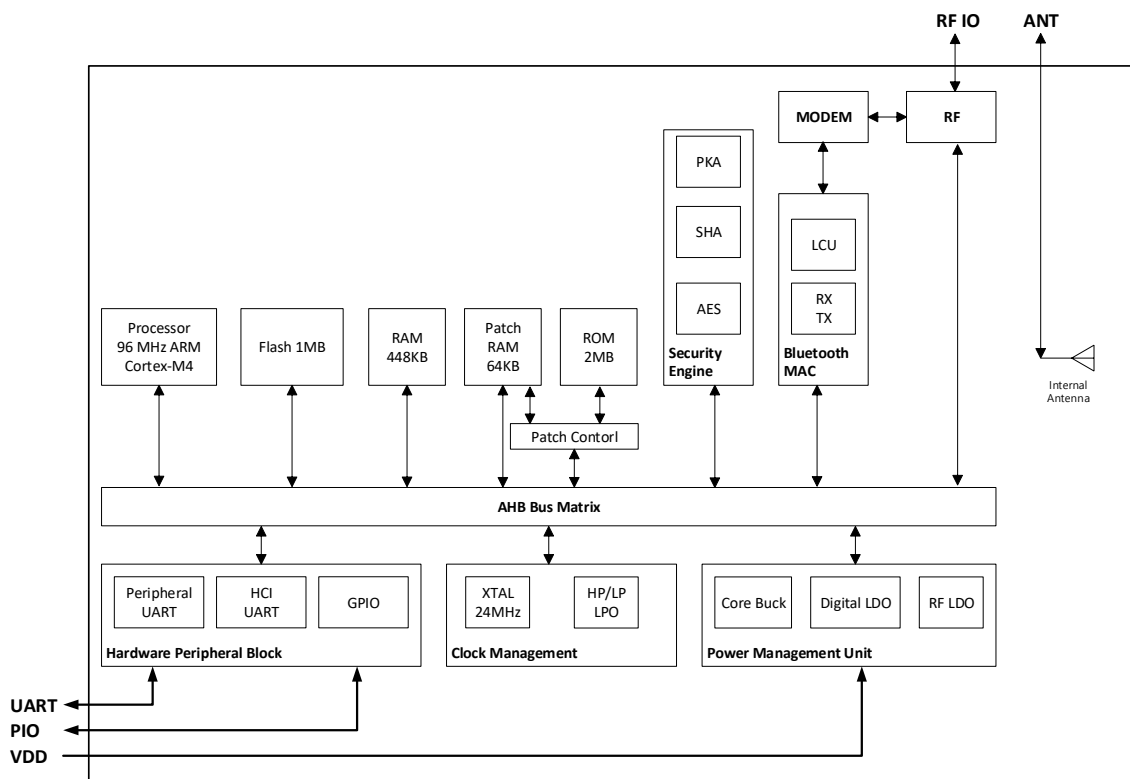 RF IO
ANT
MODEM
RF
PKA
SHA
AES
Security
Engine
LCU
RX
TX
Bluetooth
MAC
Processor
96 MHz ARM
Cortex-M4
Flash 1MB
RAM
448KB
Patch
RAM
64KB
ROM
2MB
Internal
Antenna
Patch Contorl
AHB Bus Matrix
Peripheral
UART
HCI
UART
GPIO
Hardware Peripheral Block
XTAL
24MHz
HP/LP
LPO
Clock Management
Core Buck
Digital LDO
RF LDO
Power Management Unit
UART
PIO
VDD